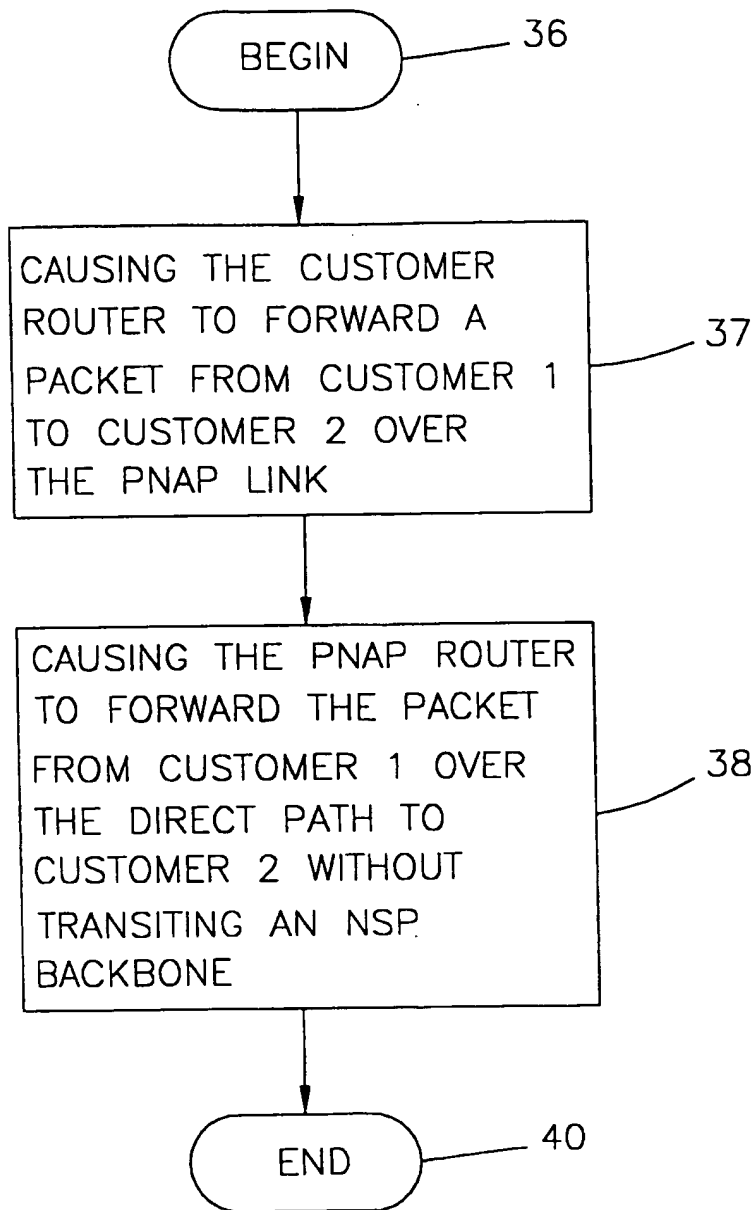 BEGIN
36
CAUSING THE CUSTOMER
ROUTER TO FORWARD A
PACKET FROM CUSTOMER 1
TO CUSTOMER 2 OVER
THE PNAP LINK
37
CAUSING THE PNAP ROUTER
TO FORWARD THE PACKET
FROM CUSTOMER 1 OVER
THE DIRECT PATH TO
CUSTOMER 2 WITHOUT
TRANSITING AN NSP
BACKBONE
38
END
40